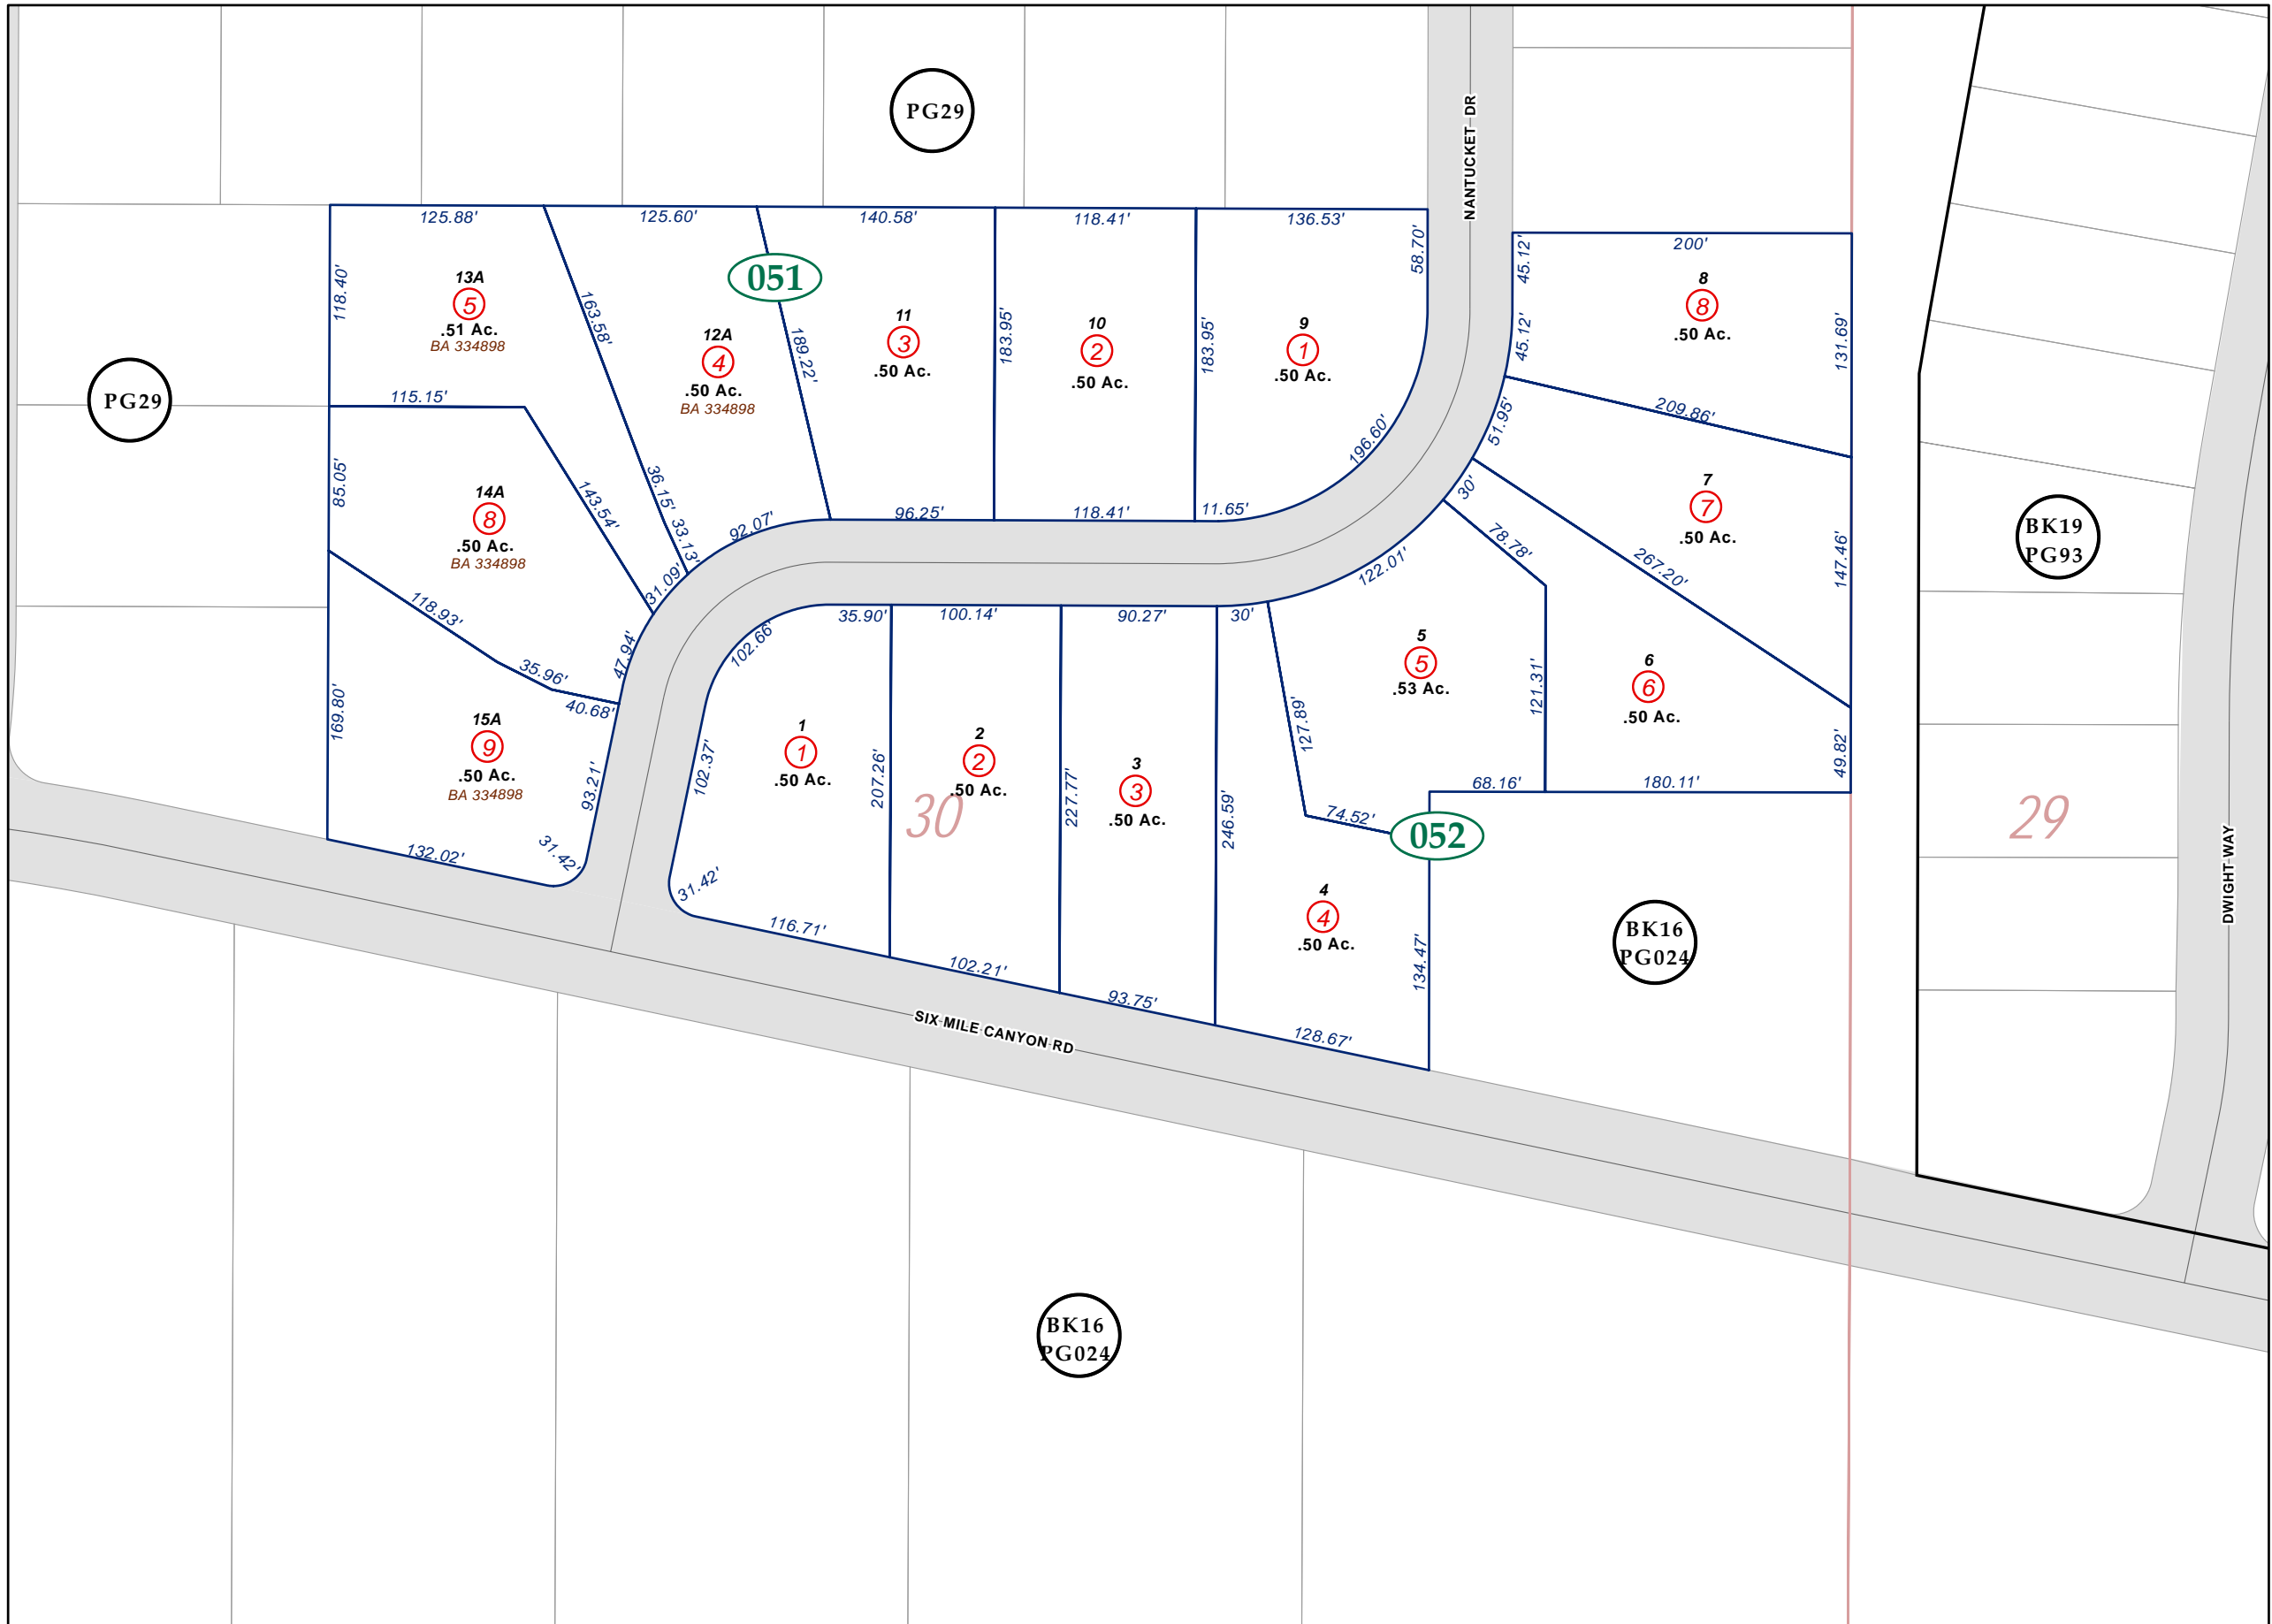 PG29
NANTUCKET DR
125.88'
125.60'
140.58'
118.41'
136.53'
58.70'
118.40'
13A
5
.51 Ac.
BA 334898
163.58'
051
12A
4
.50 Ac.
BA 334898
189.22'
11
3
.50 Ac.
183.95'
10
2
.50 Ac.
183.95'
9
1
.50 Ac.
196.60'
45.12'
45.12'
200'
8
8
.50 Ac.
131.69'
209.86'
PG29
115.15'
85.05'
14A
8
.50 Ac.
BA 334898
143.54'
36.15'
33.13'
92.07'
96.25'
118.41'
11.65'
51.95'
30'
7
7
.50 Ac.
147.46'
267.20'
78.78'
122.01'
BK19
PG93
118.93'
35.96'
40.68'
31.09'
47.94'
102.66'
35.90'
100.14'
90.27'
30'
169.80'
15A
9
.50 Ac.
BA 334898
93.21'
132.02'
31.42'
102.37'
1
1
.50 Ac.
207.26'
31.42'
116.71'
30
2
2
.50 Ac.
227.77'
102.21'
3
3
.50 Ac.
246.59'
93.75'
127.89'
74.52'
5
5
.53 Ac.
121.31'
68.16'
6
6
.50 Ac.
49.82'
180.11'
052
4
4
.50 Ac.
134.47'
128.67'
29
DWIGHT WAY
BK16
PG024
SIX MILE CANYON RD
BK16
PG024